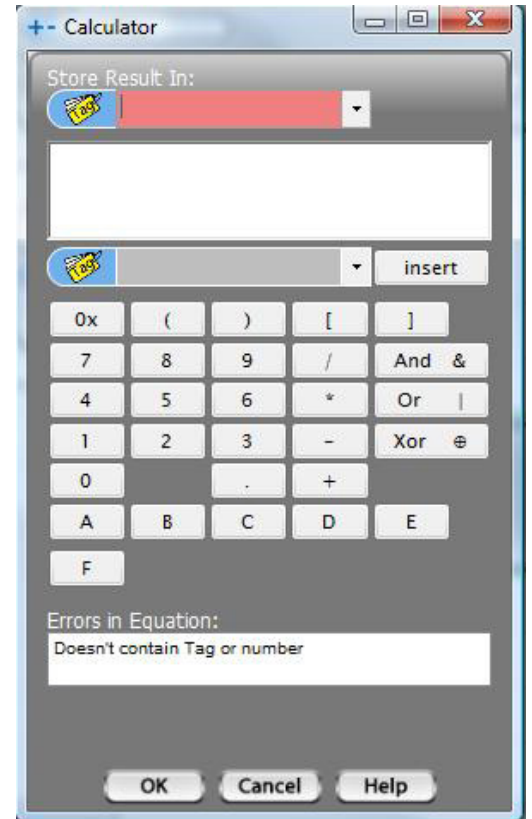 +- Calculator
Store Result In:
Tag
Tag insert
0x ( ) [ ]
7 8 9 / And &
4 5 6 * Or |
1 2 3 - Xor ⊕
0 . +
A B C D E
F
Errors in Equation:
Doesn't contain Tag or number
OK Cancel Help